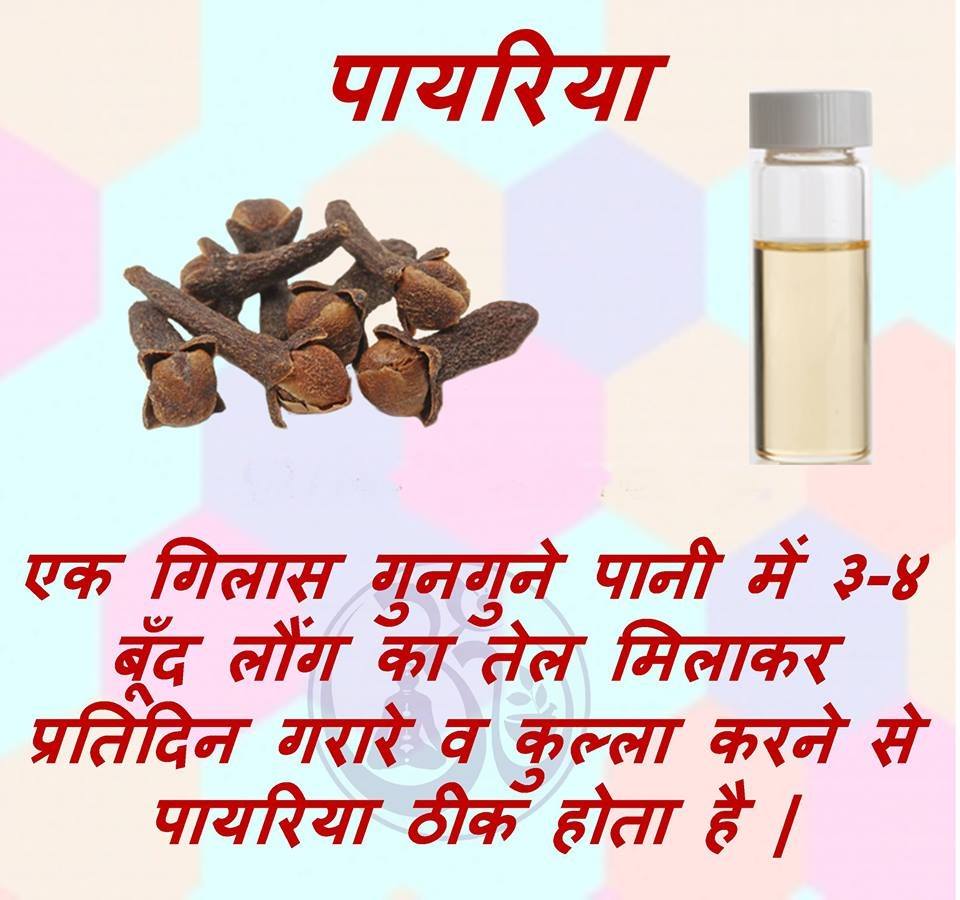 पायरिया
एक गिलास गुनगुने पानी में ३-४
बूँद लौंग का तेल मिलाकर
प्रतिदिन गरारे व कुल्ला करने से
पायरिया ठीक होता है |